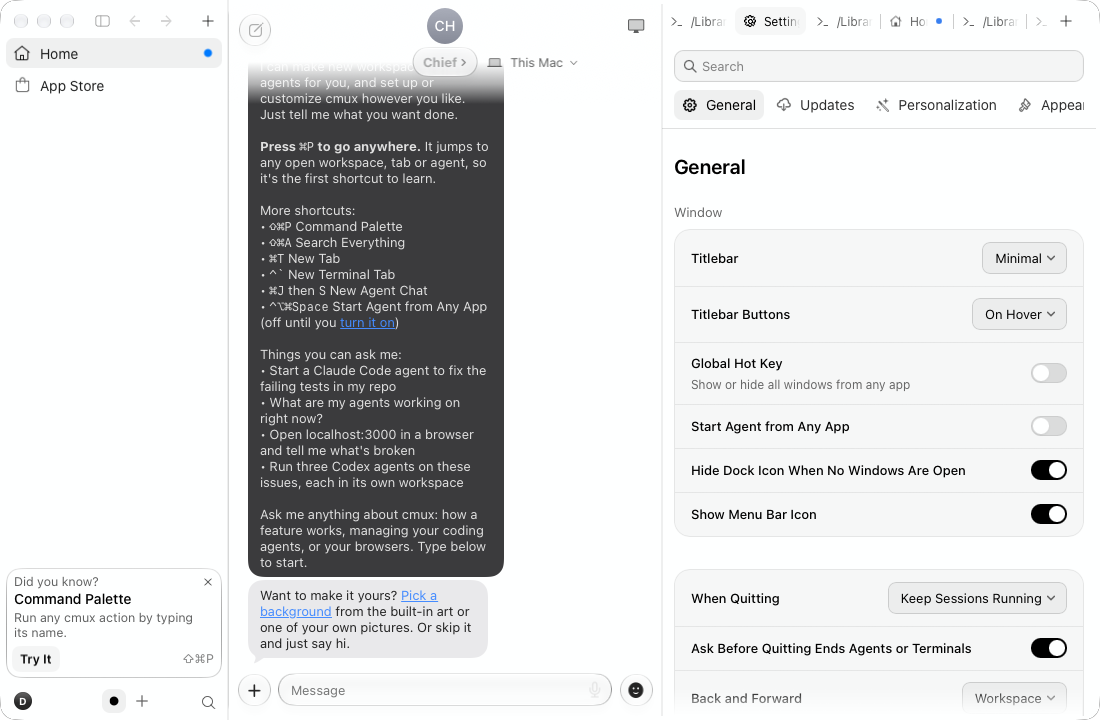 Home
App Store
Did you know?
Command Palette
Run any cmux action by typing
its name.
Try It
⇧⌘P
D
CH
Chief ›
This Mac
I can make new
agents for you, and set up or
customize cmux however you like.
Just tell me what you want done.
Press ⌘P to go anywhere. It jumps to
any open workspace, tab or agent, so
it's the first shortcut to learn.
More shortcuts:
• ⇧⌘P Command Palette
• ⇧⌘A Search Everything
• ⌘T New Tab
• ^` New Terminal Tab
• ⌘J then S New Agent Chat
• ^⌥⌘Space Start Agent from Any App
(off until you turn it on)
Things you can ask me:
• Start a Claude Code agent to fix the
failing tests in my repo
• What are my agents working on
right now?
• Open localhost:3000 in a browser
and tell me what's broken
• Run three Codex agents on these
issues, each in its own workspace
Ask me anything about cmux: how a
feature works, managing your coding
agents, or your browsers. Type below
to start.
Want to make it yours? Pick a
background from the built-in art or
one of your own pictures. Or skip it
and just say hi.
Message
/Librar
Setting
/Librar
Ho
/Librar
Search
General
Updates
Personalization
Appear
General
Window
Titlebar
Minimal
Titlebar Buttons
On Hover
Global Hot Key
Show or hide all windows from any app
Start Agent from Any App
Hide Dock Icon When No Windows Are Open
Show Menu Bar Icon
When Quitting
Keep Sessions Running
Ask Before Quitting Ends Agents or Terminals
Back and Forward
Workspace